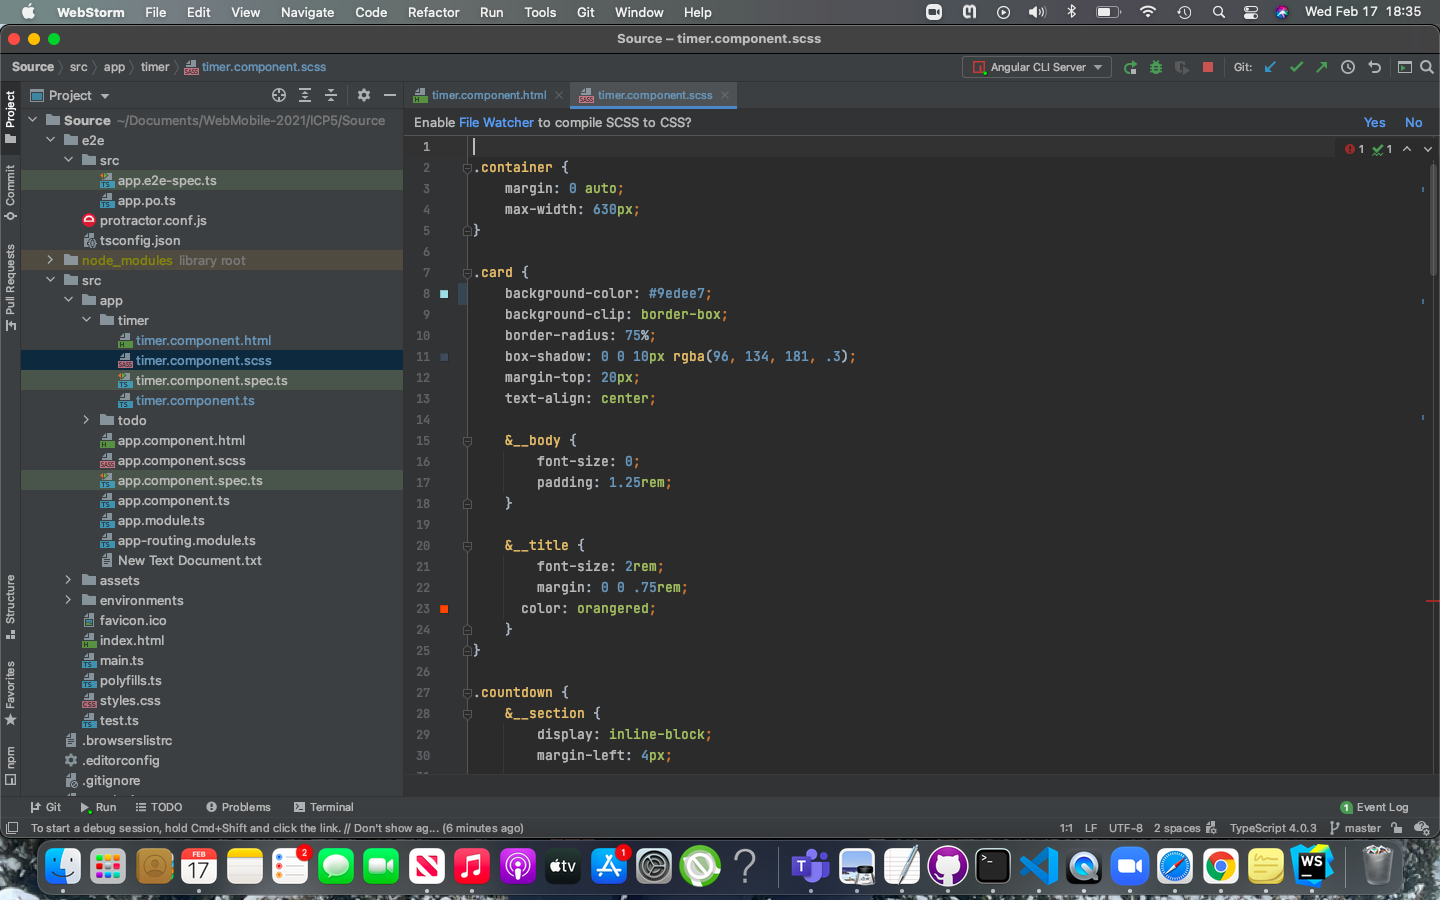 WebStorm File Edit View Navigate Code Refactor Run Tools Git Window Help Wed Feb 17 18:35
Source – timer.component.scss
Source src app timer timer.component.scss Angular CLI Server Git:
Project
timer.component.html timer.component.scss
Enable File Watcher to compile SCSS to CSS? Yes No
Project
Commit
Pull Requests
Structure
Favorites
npm
Source ~/Documents/WebMobile-2021/ICP5/Source
e2e
src
app.e2e-spec.ts
app.po.ts
protractor.conf.js
tsconfig.json
node_modules library root
src
app
timer
timer.component.html
timer.component.scss
timer.component.spec.ts
timer.component.ts
todo
app.component.html
app.component.scss
app.component.spec.ts
app.component.ts
app.module.ts
app-routing.module.ts
New Text Document.txt
assets
environments
favicon.ico
index.html
main.ts
polyfills.ts
styles.css
test.ts
.browserslistrc
.editorconfig
.gitignore
1 1 1
2 .container {
3 margin: 0 auto;
4 max-width: 630px;
5 }
6
7 .card {
8 background-color: #9edee7;
9 background-clip: border-box;
10 border-radius: 75%;
11 box-shadow: 0 0 10px rgba(96, 134, 181, .3);
12 margin-top: 20px;
13 text-align: center;
14
15 &__body {
16 font-size: 0;
17 padding: 1.25rem;
18 }
19
20 &__title {
21 font-size: 2rem;
22 margin: 0 0 .75rem;
23 color: orangered;
24 }
25 }
26
27 .countdown {
28 &__section {
29 display: inline-block;
30 margin-left: 4px;
Git Run TODO Problems Terminal 1 Event Log
To start a debug session, hold Cmd+Shift and click the link. // Don't show ag... (6 minutes ago) 1:1 LF UTF-8 2 spaces TypeScript 4.0.3 master
FEB
17
2
tv
1
WS